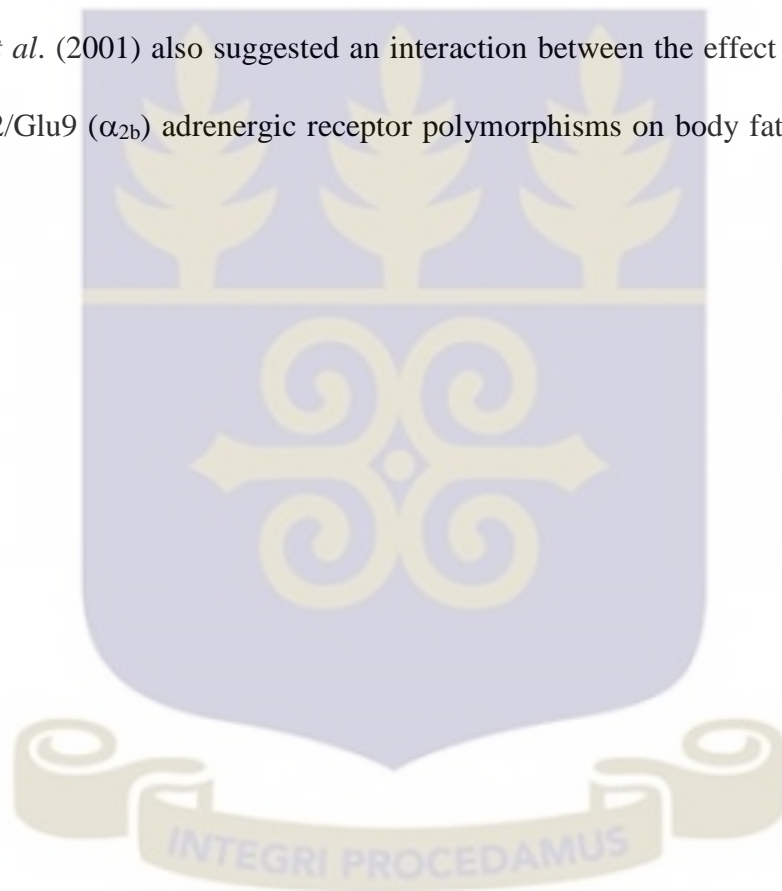 t al. (2001) also suggested an interaction between the effect
2/Glu9 (α2b) adrenergic receptor polymorphisms on body fat
INTEGRI PROCEDAMUS